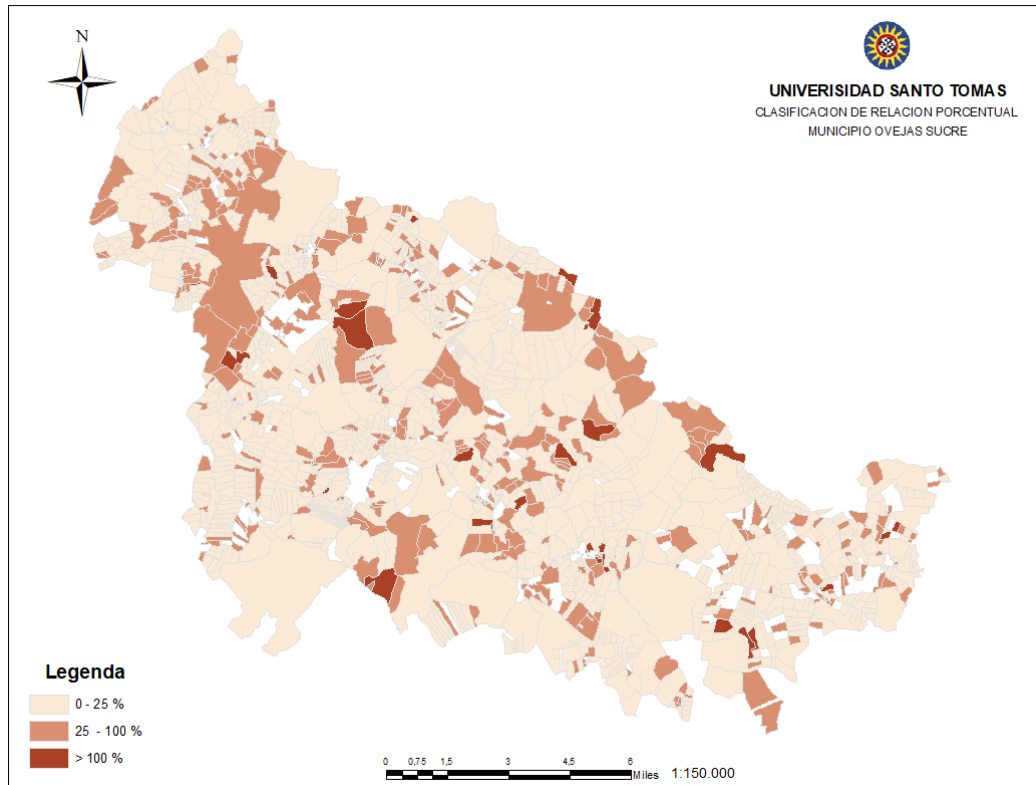 N
UNIVERISIDAD SANTO TOMAS
CLASIFICACION DE RELACION PORCENTUAL
MUNICIPIO OVEJAS SUCRE
Legenda
0 - 25 %
25 - 100 %
> 100 %
0 0,75 1,5 3 4,5 6
Miles 1:150.000